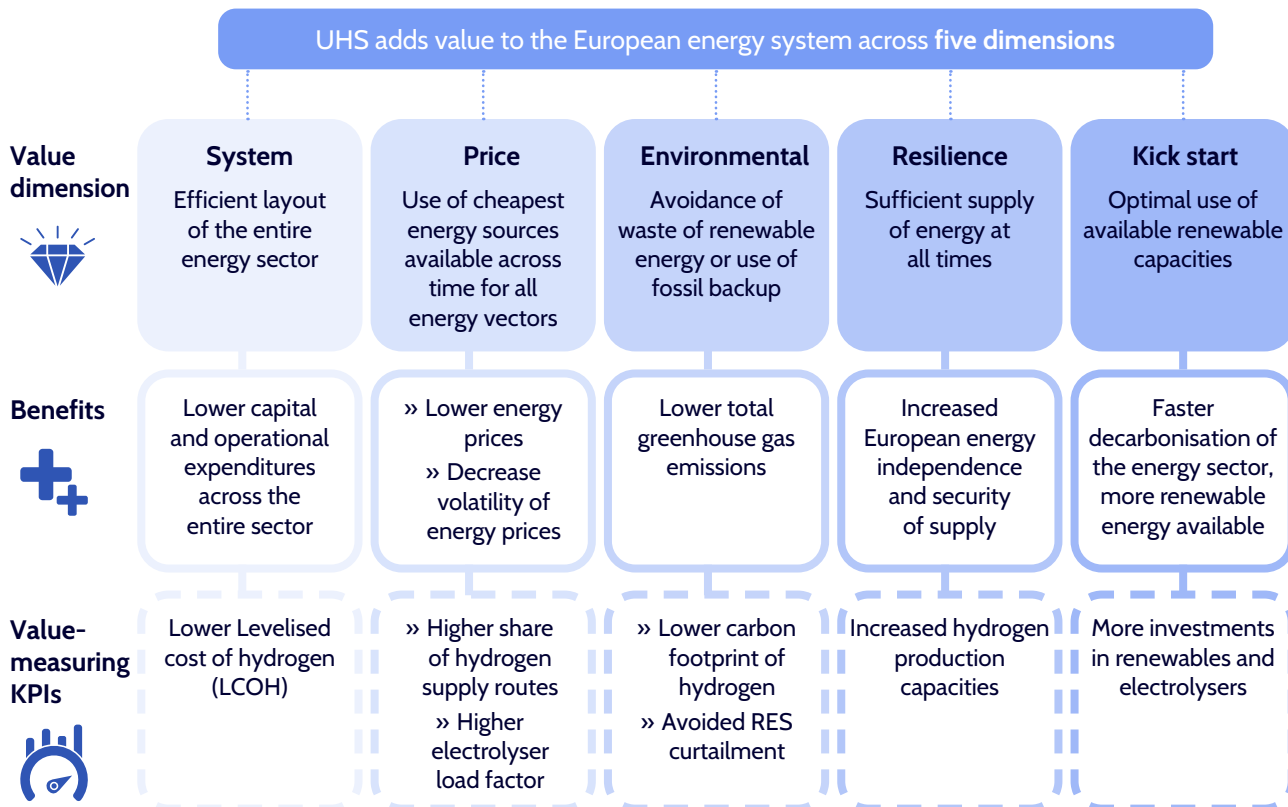 UHS adds value to the European energy system across five dimensions
Value
dimension
System
Efficient layout
of the entire
energy sector
Price
Use of cheapest
energy sources
available across
time for all
energy vectors
Environmental
Avoidance of
waste of renewable
energy or use of
fossil backup
Resilience
Sufficient supply
of energy at
all times
Kick start
Optimal use of
available renewable
capacities
Benefits
Lower capital
and operational
expenditures
across the
entire sector
» Lower energy
prices
» Decrease
volatility of
energy prices
Lower total
greenhouse gas
emissions
Increased
European energy
independence
and security
of supply
Faster
decarbonisation of
the energy sector,
more renewable
energy available
Value-
measuring
KPIs
Lower Levelised
cost of hydrogen
(LCOH)
» Higher share
of hydrogen
supply routes
» Higher
electrolyser
load factor
» Lower carbon
footprint of
hydrogen
» Avoided RES
curtailment
Increased hydrogen
production
capacities
More investments
in renewables and
electrolysers